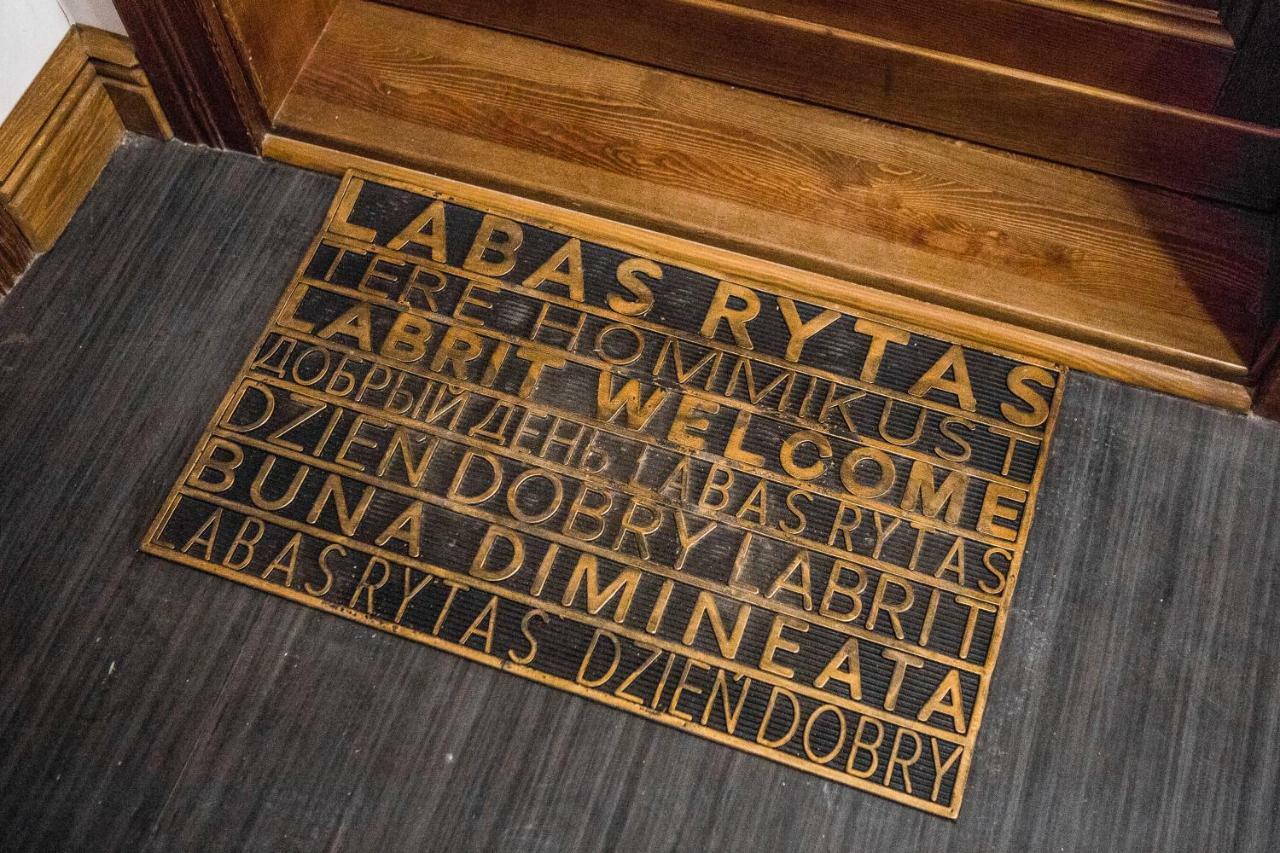 LABAS RYTAS
TERE HOMMIKUST
LABRIT WELCOME
ДОБРЫЙ ДЕНЬ LABAS RYTAS
DZIEŃ DOBRY LABRIT
BUNA DIMINEATA
LABAS RYTAS DZIEŃ DOBRY